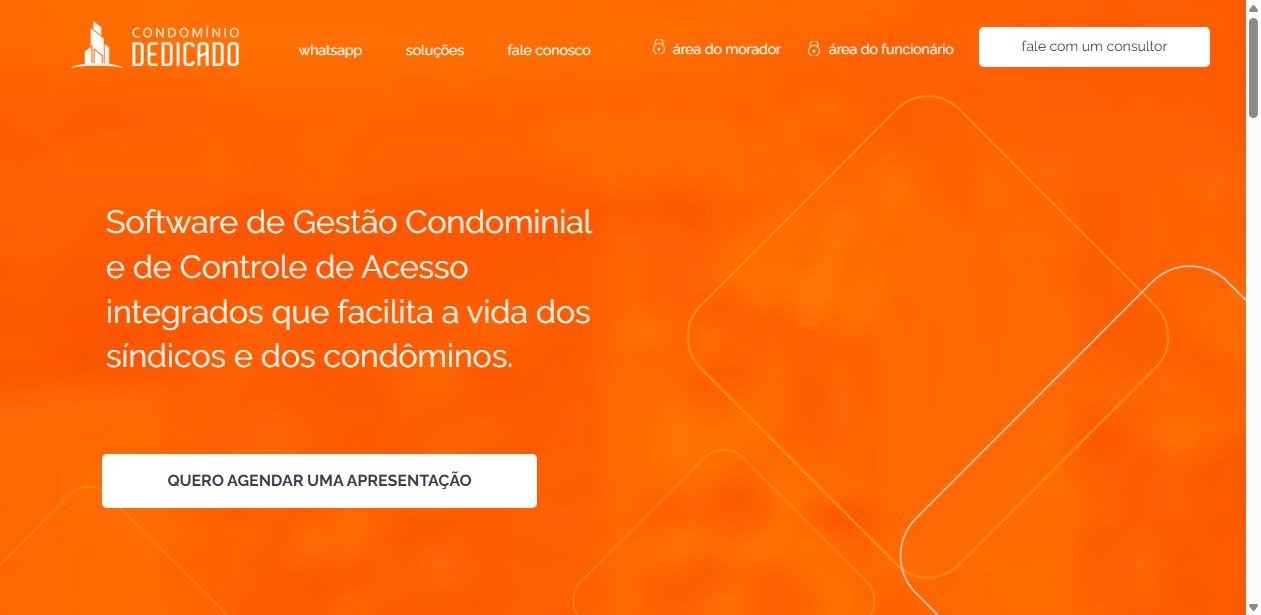 CONDOMÍNIO
DEDICADO
whatsapp
soluções
fale conosco
área do morador
área do funcionário
fale com um consultor
Software de Gestão Condominial
e de Controle de Acesso
integrados que facilita a vida dos
síndicos e dos condôminos.
QUERO AGENDAR UMA APRESENTAÇÃO